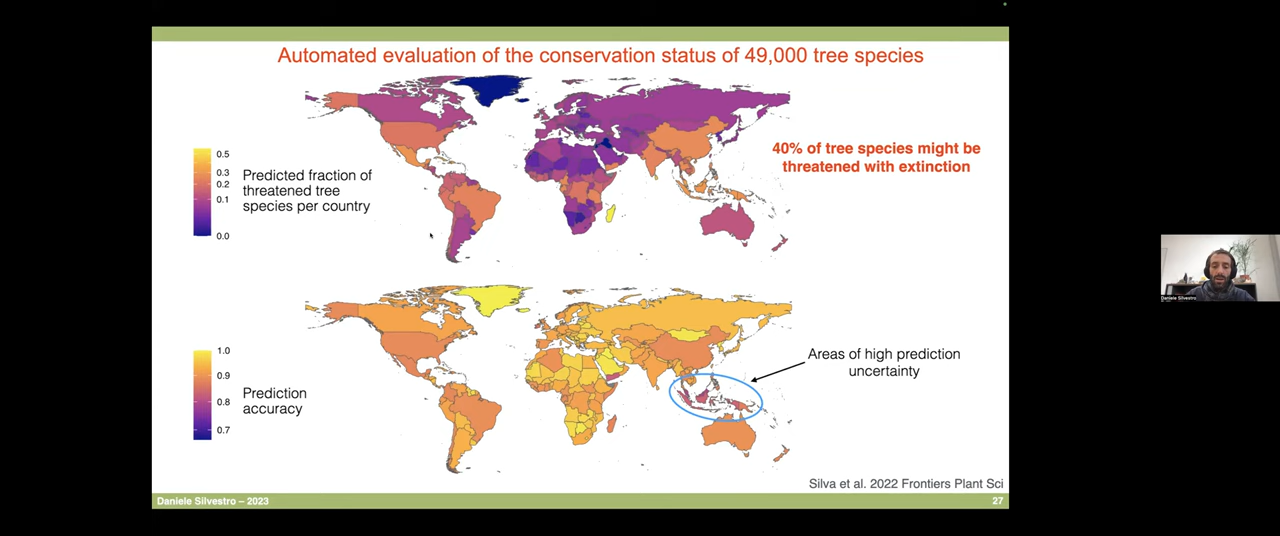 Automated evaluation of the conservation status of 49,000 tree species
0.5
0.3
0.2
0.1
0.0
Predicted fraction of
threatened tree
species per country
40% of tree species might be
threatened with extinction
1.0
0.9
0.8
0.7
Prediction
accuracy
Areas of high prediction
uncertainty
Silva et al. 2022 Frontiers Plant Sci
Daniele Silvestro – 2023
27
Daniele Silvestro